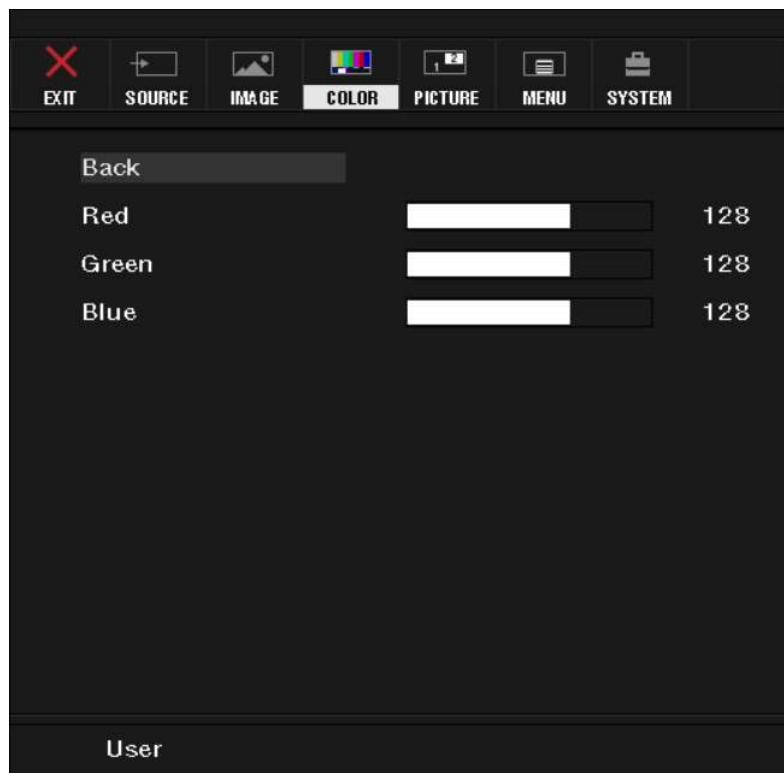 EXIT SOURCE IMAGE COLOR PICTURE MENU SYSTEM
Back
Red 128
Green 128
Blue 128
User